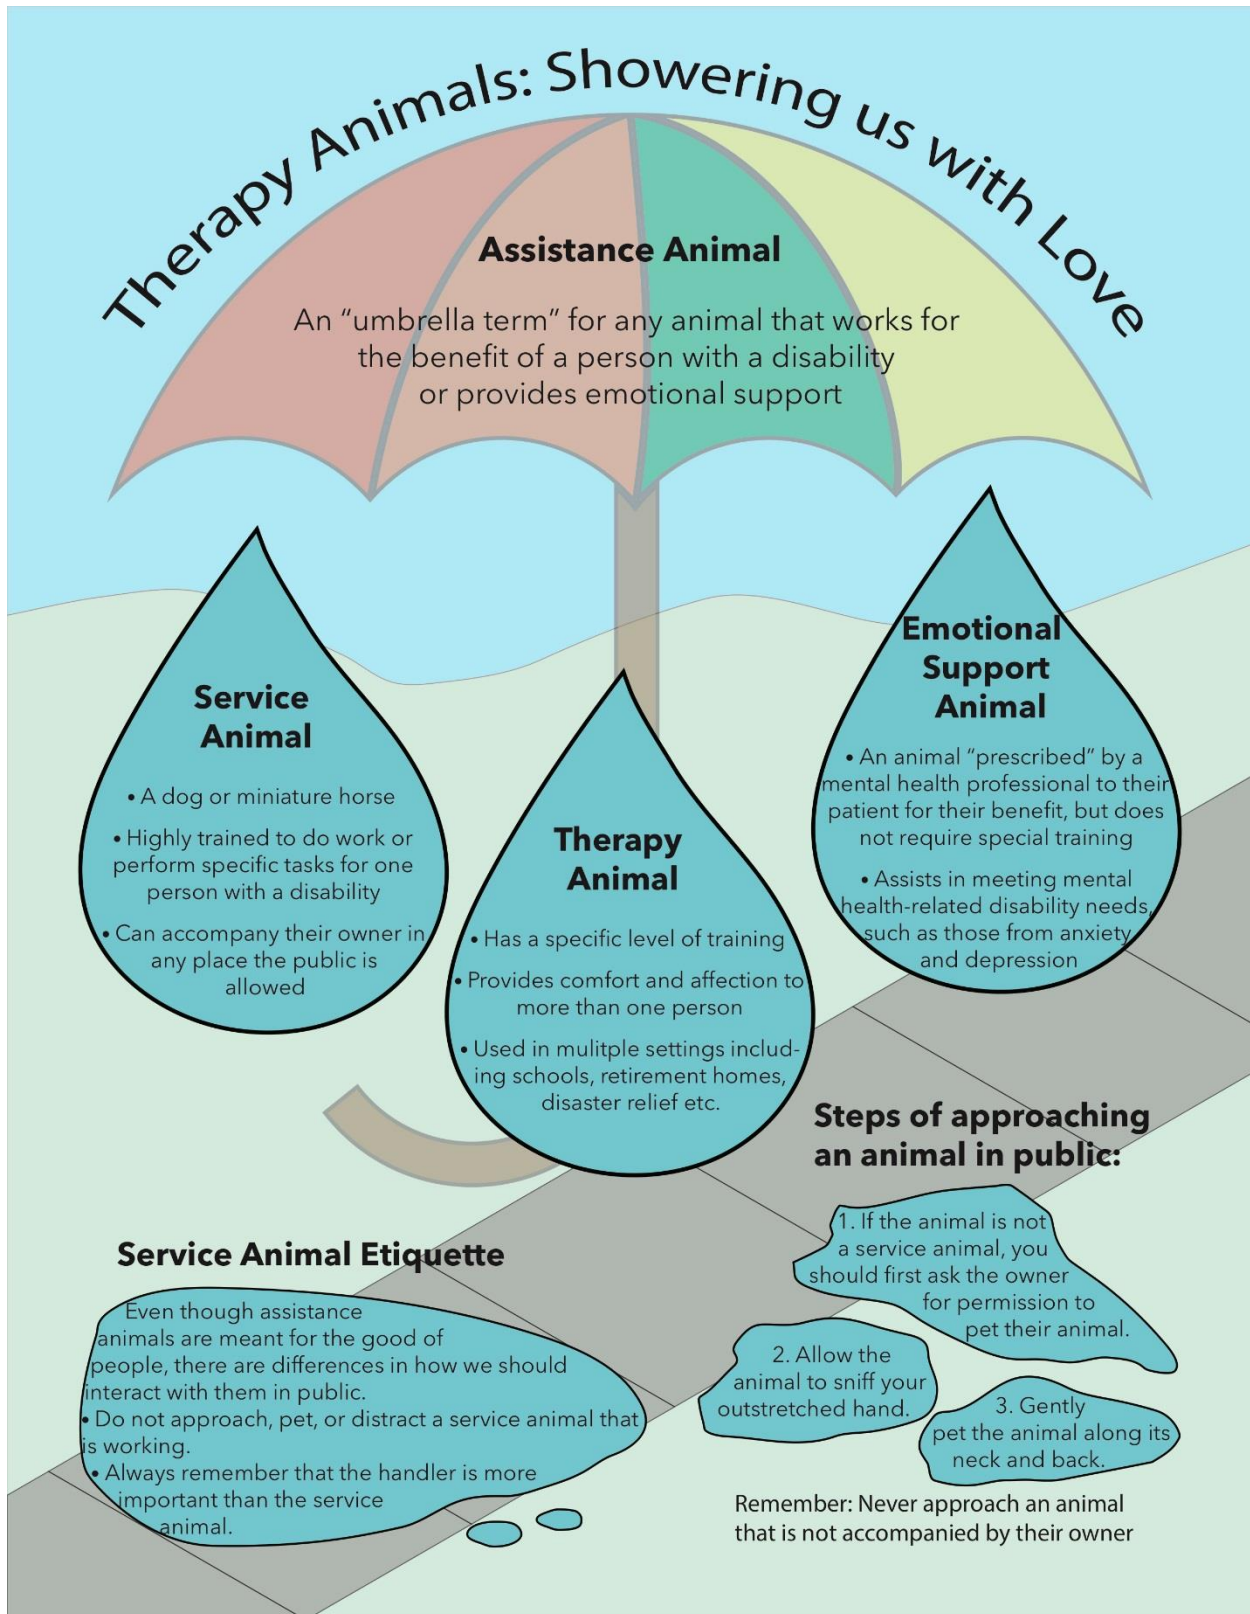 Therapy Animals: Showering us with Love
Assistance Animal
An “umbrella term” for any animal that works for
the benefit of a person with a disability
or provides emotional support
Service
Animal
• A dog or miniature horse
• Highly trained to do work or
perform specific tasks for one
person with a disability
• Can accompany their owner in
any place the public is
allowed
Therapy
Animal
• Has a specific level of training
• Provides comfort and affection to
more than one person
• Used in mulitple settings includ-
ing schools, retirement homes,
disaster relief etc.
Emotional
Support
Animal
• An animal “prescribed” by a
mental health professional to their
patient for their benefit, but does
not require special training
• Assists in meeting mental
health-related disability needs,
such as those from anxiety
and depression
Service Animal Etiquette
Even though assistance
animals are meant for the good of
people, there are differences in how we should
interact with them in public.
• Do not approach, pet, or distract a service animal that
is working.
• Always remember that the handler is more
important than the service
animal.
Steps of approaching
an animal in public:
1. If the animal is not
a service animal, you
should first ask the owner
for permission to
pet their animal.
2. Allow the
animal to sniff your
outstretched hand.
3. Gently
pet the animal along its
neck and back.
Remember: Never approach an animal
that is not accompanied by their owner